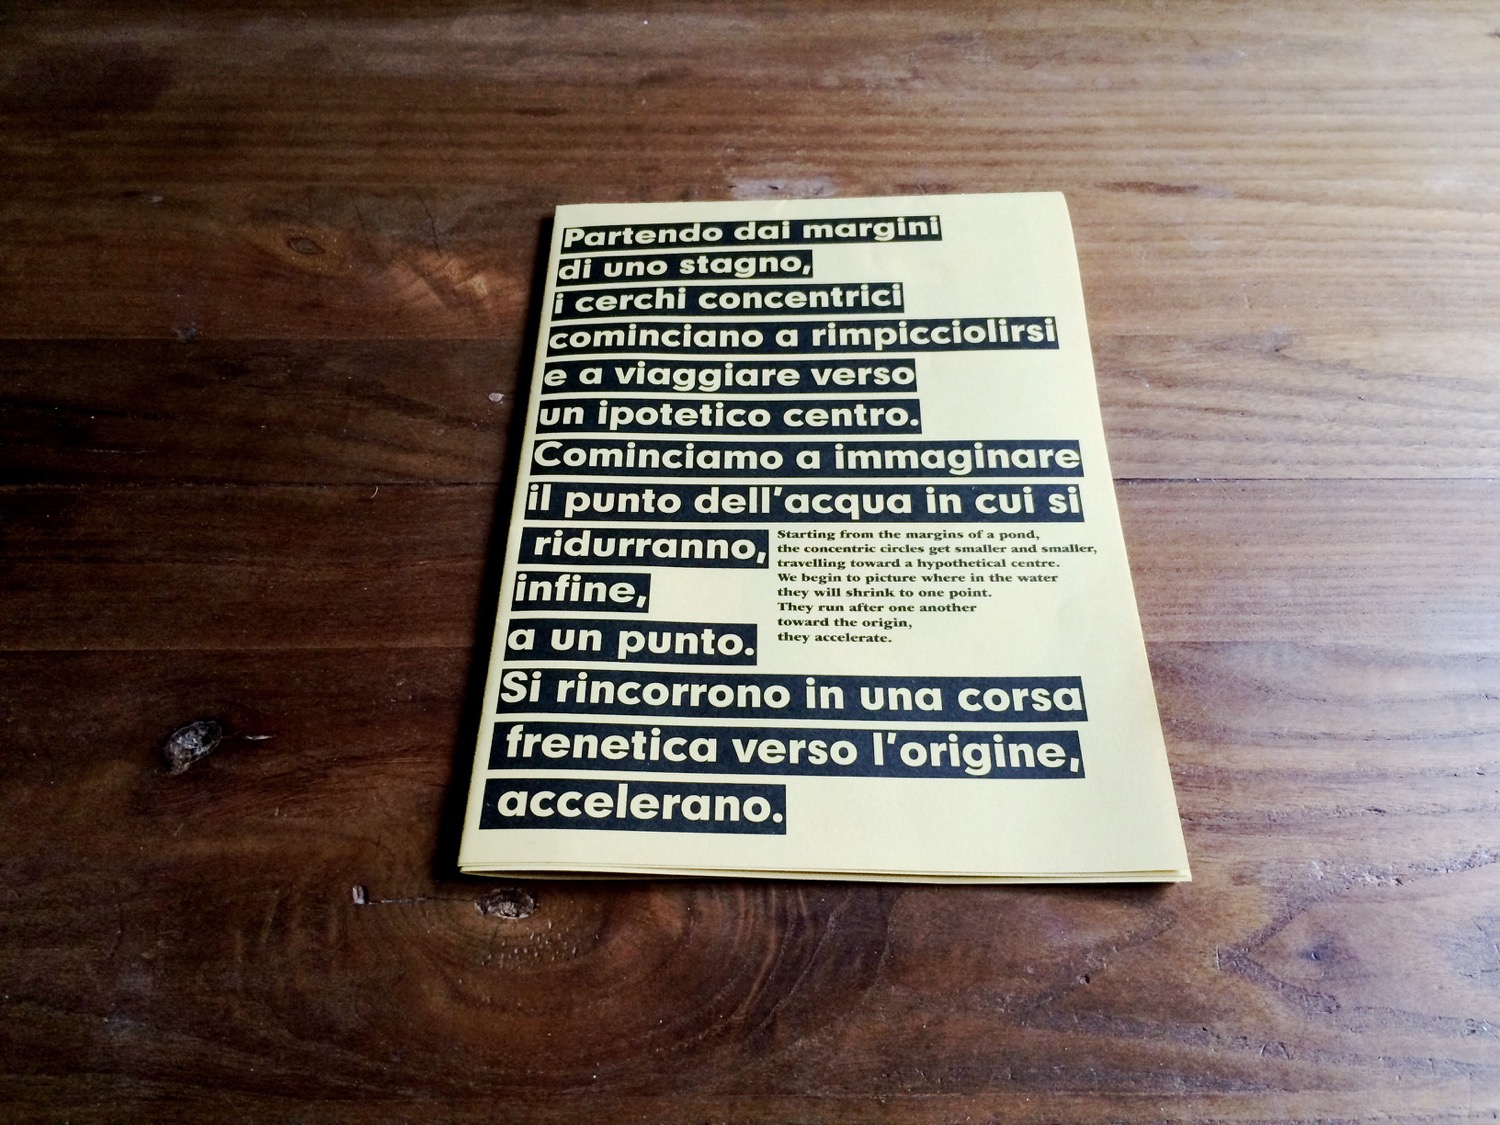 Partendo dai margini
di uno stagno,
i cerchi concentrici
cominciano a rimpicciolirsi
e a viaggiare verso
un ipotetico centro.
Cominciamo a immaginare
il punto dell'acqua in cui si
ridurranno,
infine,
a un punto.
Si rincorrono in una corsa
frenetica verso l'origine,
accelerano.
Starting from the margins of a pond,
the concentric circles get smaller and smaller,
travelling toward a hypothetical centre.
We begin to picture where in the water
they will shrink to one point.
They run after one another
toward the origin,
they accelerate.